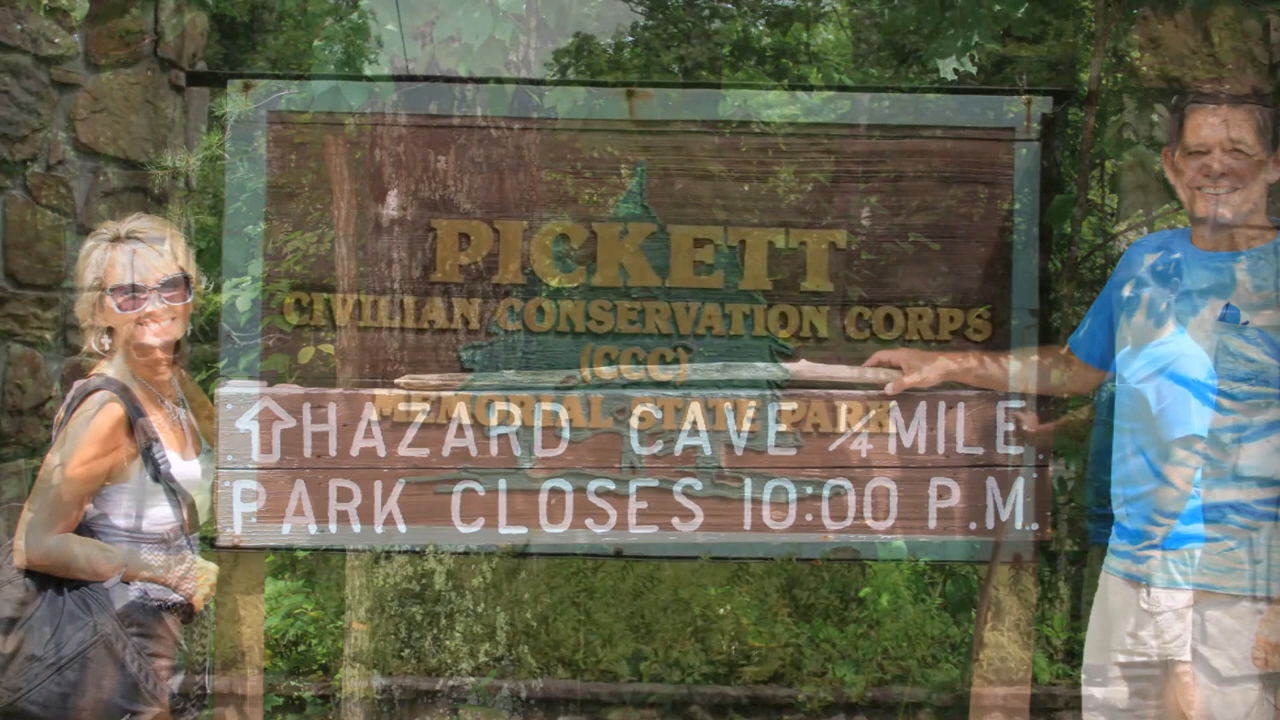 PICKETT
CIVILIAN CONSERVATION CORPS
(CCC)
MEMORIAL STATE PARK
HAZARD CAVE ¼ MILE
PARK CLOSES 10:00 P.M.